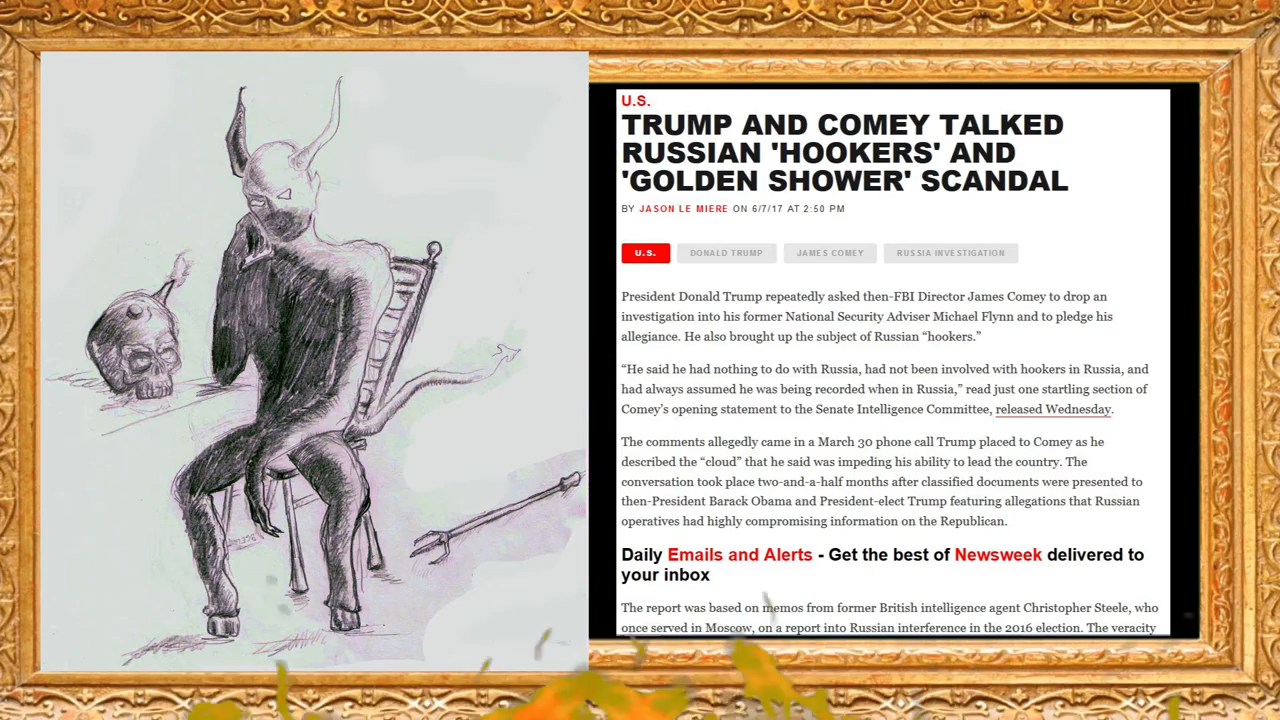 U.S.
TRUMP AND COMEY TALKED
RUSSIAN 'HOOKERS' AND
'GOLDEN SHOWER' SCANDAL
BY JASON LE MIERE ON 6/7/17 AT 2:50 PM
U.S. DONALD TRUMP JAMES COMEY RUSSIA INVESTIGATION
President Donald Trump repeatedly asked then-FBI Director James Comey to drop an
investigation into his former National Security Adviser Michael Flynn and to pledge his
allegiance. He also brought up the subject of Russian “hookers.”
“He said he had nothing to do with Russia, had not been involved with hookers in Russia, and
had always assumed he was being recorded when in Russia,” read just one startling section of
Comey’s opening statement to the Senate Intelligence Committee, released Wednesday.
The comments allegedly came in a March 30 phone call Trump placed to Comey as he
described the “cloud” that he said was impeding his ability to lead the country. The
conversation took place two-and-a-half months after classified documents were presented to
then-President Barack Obama and President-elect Trump featuring allegations that Russian
operatives had highly compromising information on the Republican.
Daily Emails and Alerts - Get the best of Newsweek delivered to
your inbox
The report was based on memos from former British intelligence agent Christopher Steele, who
once served in Moscow, on a report into Russian interference in the 2016 election. The veracity